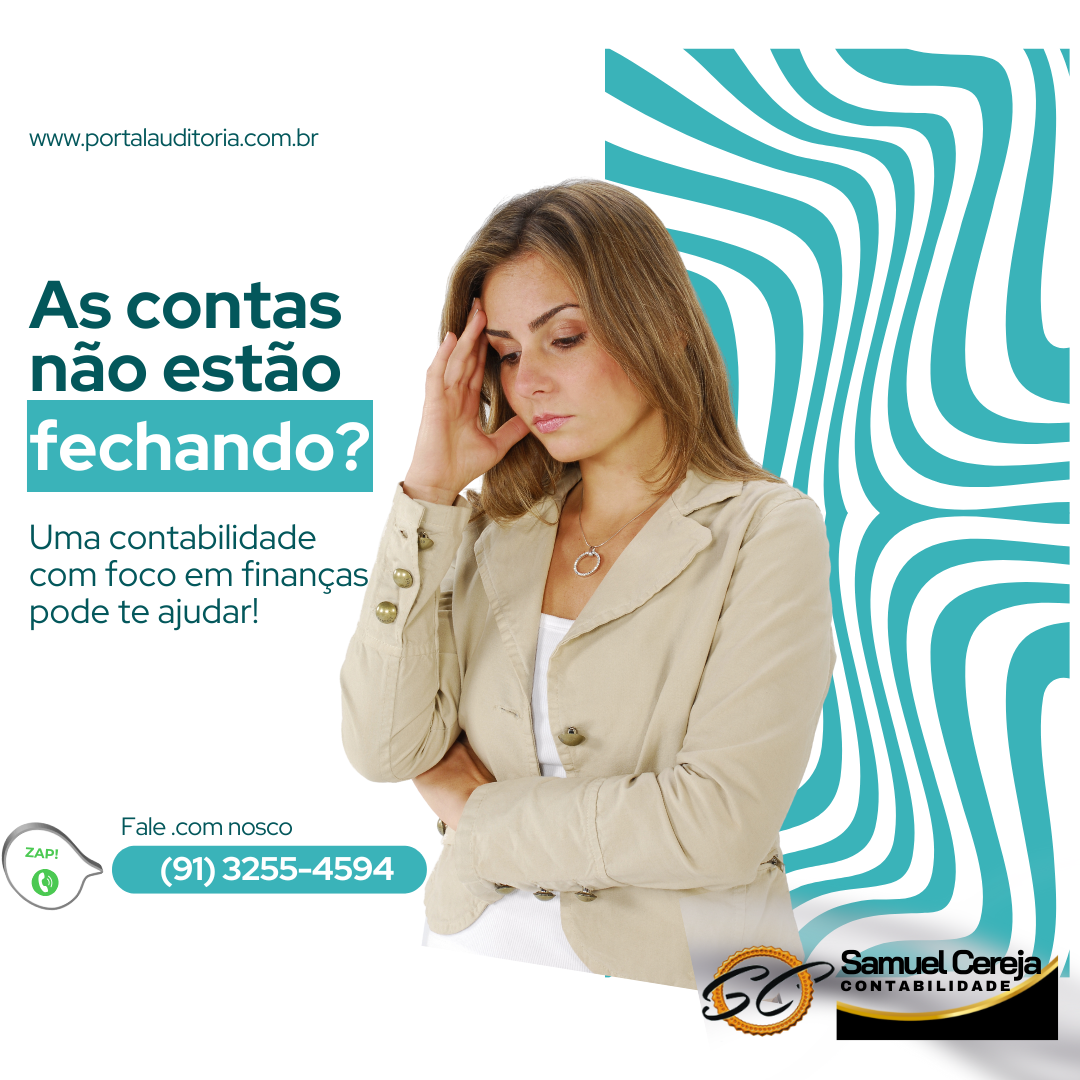 www.portalauditoria.com.br
As contas
não estão
fechando?
Uma contabilidade
com foco em finanças
pode te ajudar!
Fale .com nosco
ZAP!
(91) 3255-4594
SC
Samuel Cereja
CONTABILIDADE